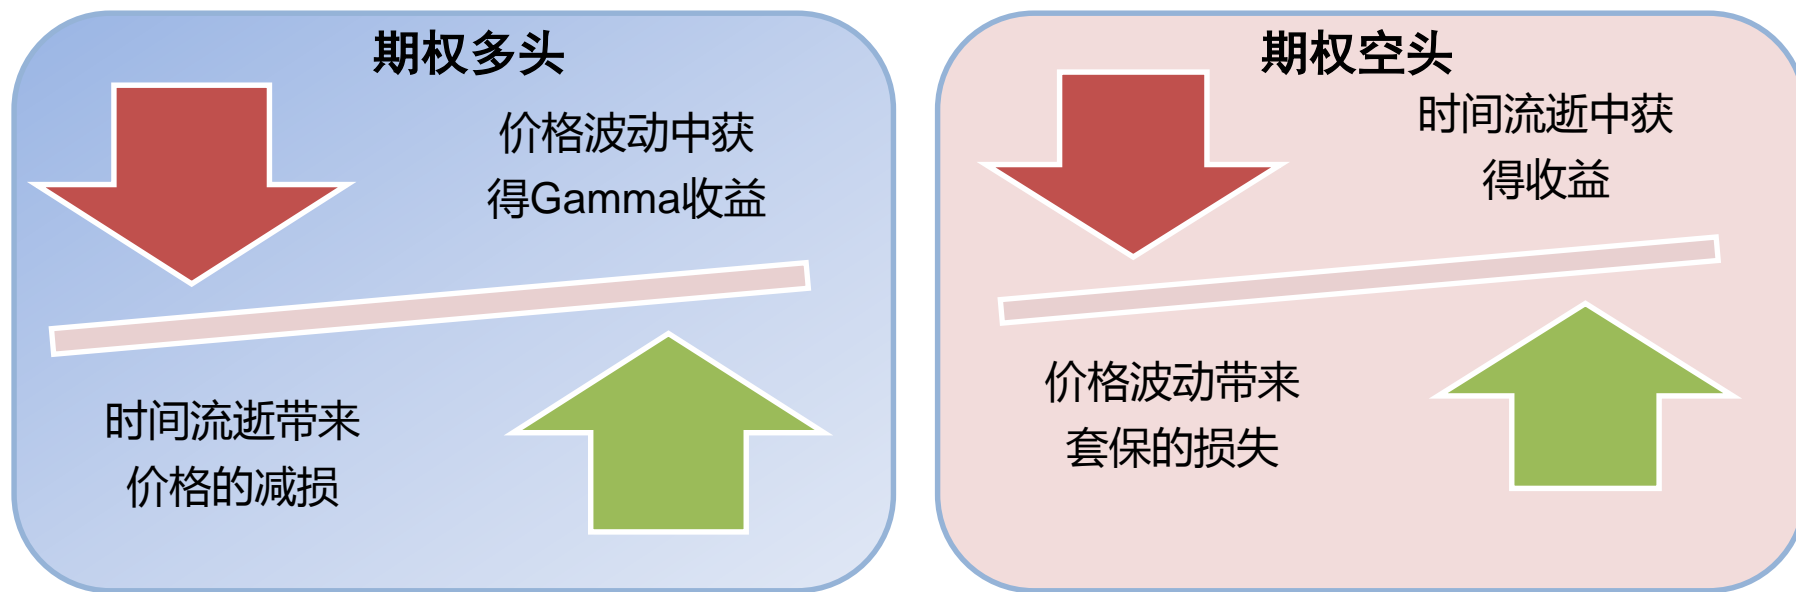 期权多头
价格波动中获
得Gamma收益
时间流逝带来
价格的减损
期权空头
时间流逝中获
得收益
价格波动带来
套保的损失